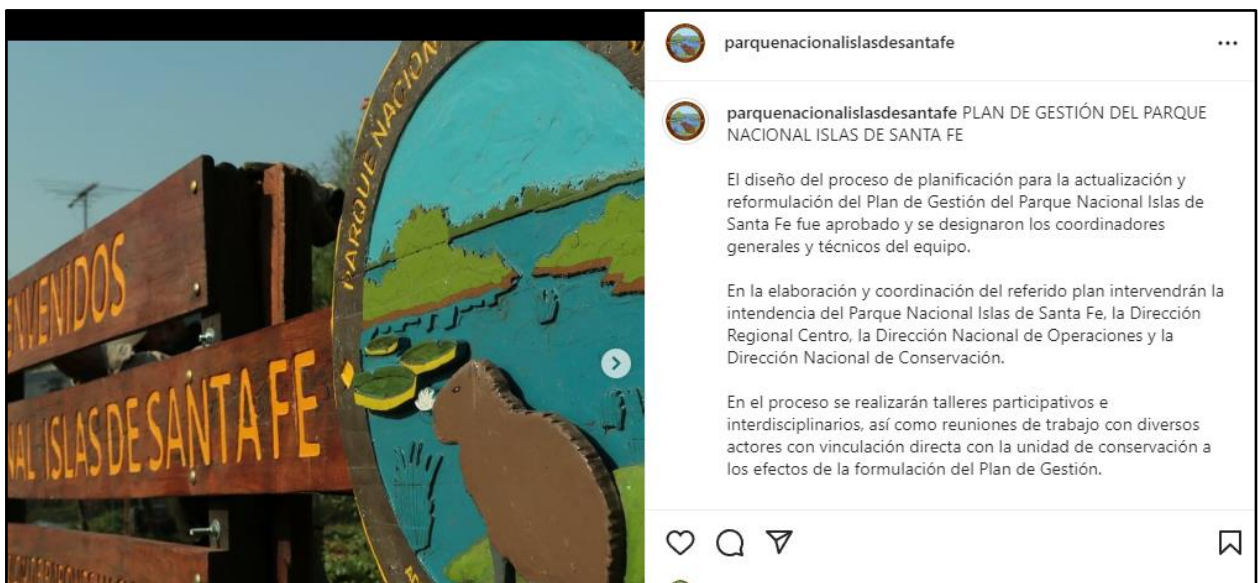 BIENVENIDOS
NAL ISLAS DE SANTA FE
PARQUE NACIONAL
parquenacionalislasdesantafe
parquenacionalislasdesantafe PLAN DE GESTIÓN DEL PARQUE
NACIONAL ISLAS DE SANTA FE
El diseño del proceso de planificación para la actualización y
reformulación del Plan de Gestión del Parque Nacional Islas de
Santa Fe fue aprobado y se designaron los coordinadores
generales y técnicos del equipo.
En la elaboración y coordinación del referido plan intervendrán la
intendencia del Parque Nacional Islas de Santa Fe, la Dirección
Regional Centro, la Dirección Nacional de Operaciones y la
Dirección Nacional de Conservación.
En el proceso se realizarán talleres participativos e
interdisciplinarios, así como reuniones de trabajo con diversos
actores con vinculación directa con la unidad de conservación a
los efectos de la formulación del Plan de Gestión.